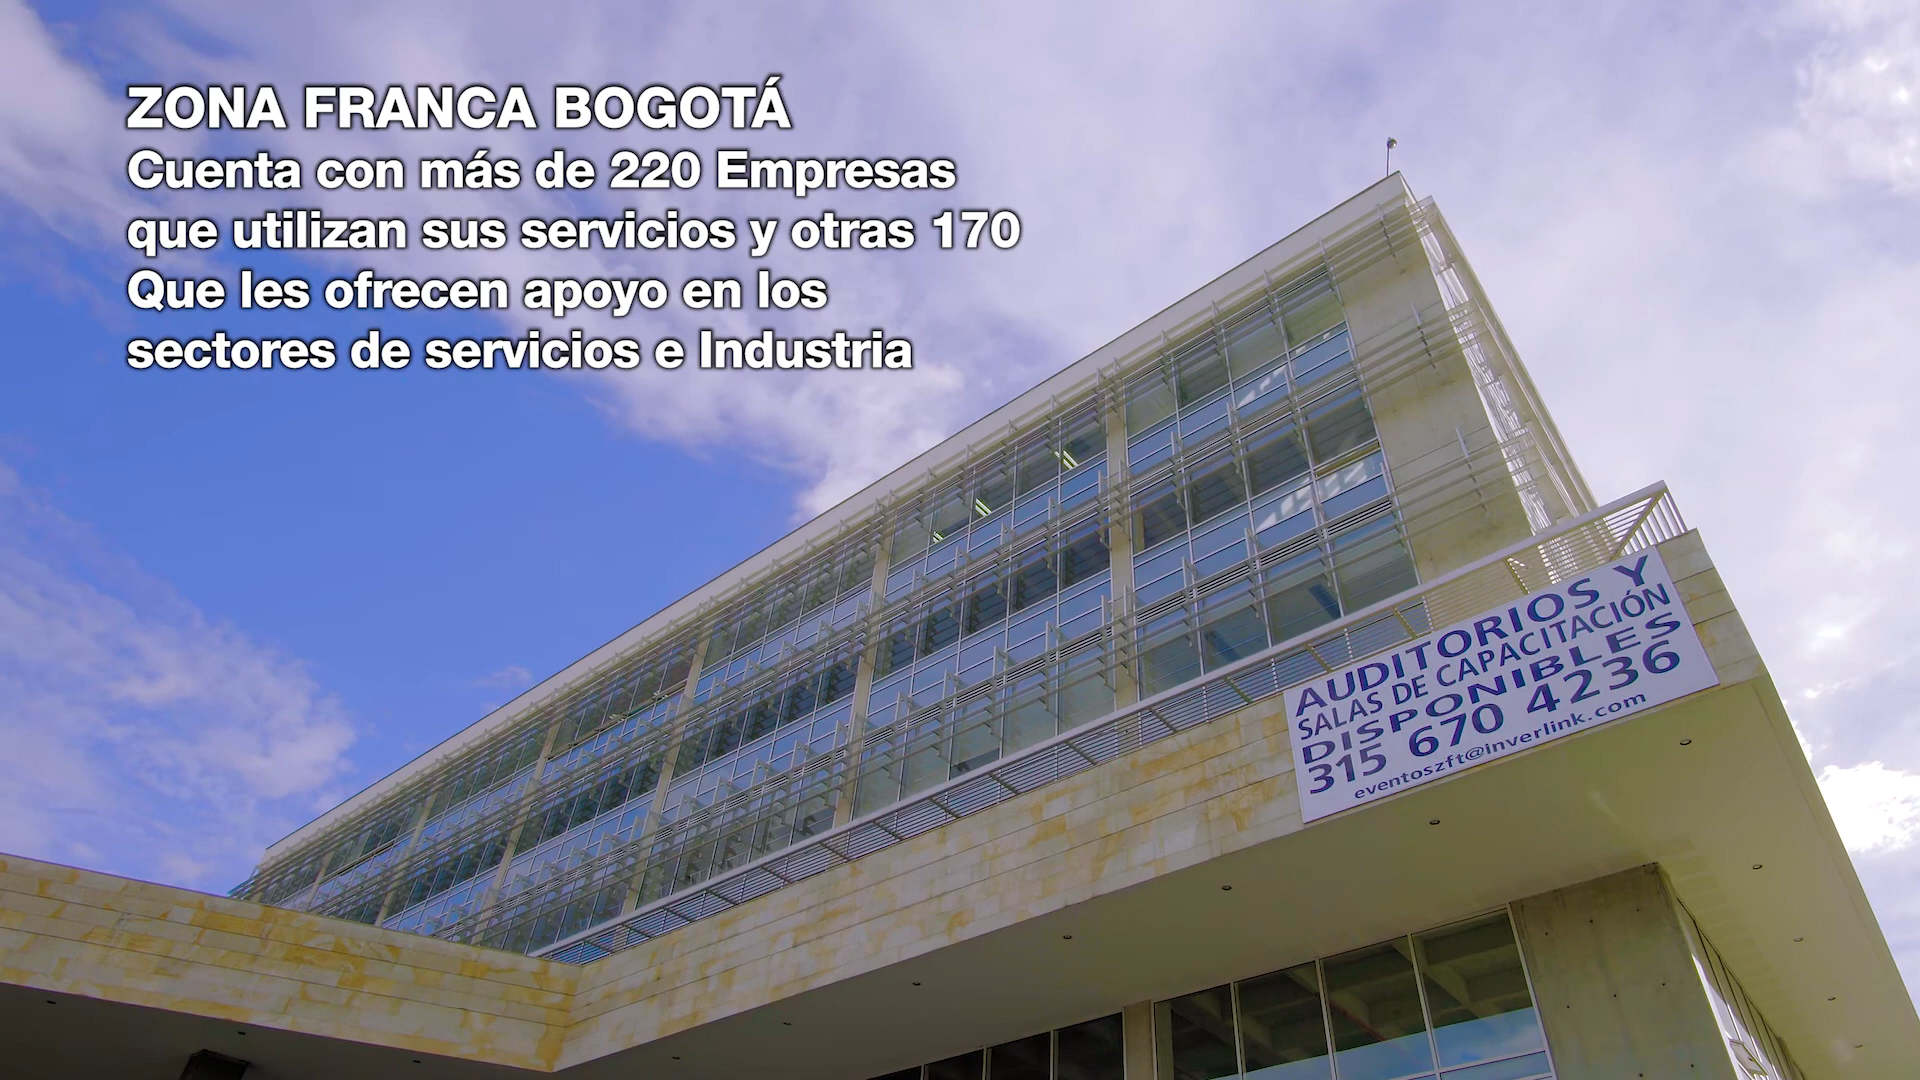 ZONA FRANCA BOGOTÁ
Cuenta con más de 220 Empresas
que utilizan sus servicios y otras 170
Que les ofrecen apoyo en los
sectores de servicios e Industria
AUDITORIOS Y
SALAS DE CAPACITACIÓN
DISPONIBLES
315 670 4236
eventoszft@inverlink.com